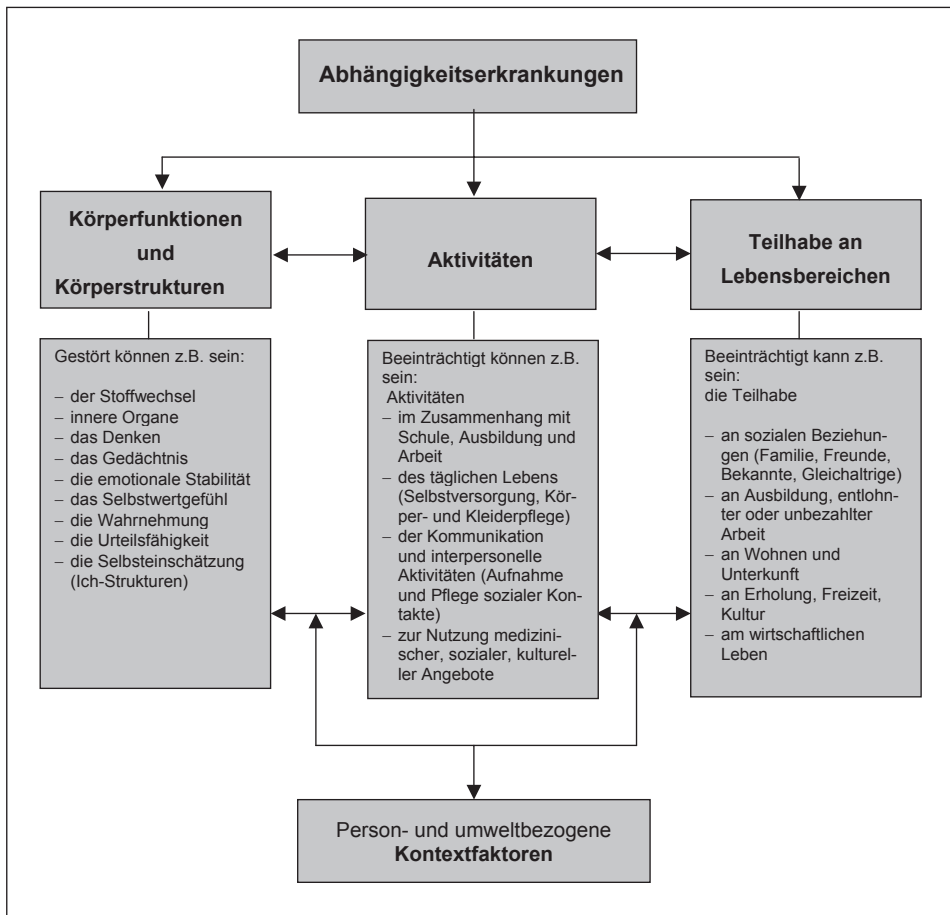 Abhängigkeitserkrankungen
Körperfunktionen
und
Körperstrukturen
Aktivitäten
Teilhabe an
Lebensbereichen
Gestört können z.B. sein:
– der Stoffwechsel
– innere Organe
– das Denken
– das Gedächtnis
– die emotionale Stabilität
– das Selbstwertgefühl
– die Wahrnehmung
– die Urteilsfähigkeit
– die Selbsteinschätzung
(Ich-Strukturen)
Beeinträchtigt können z.B.
sein:
Aktivitäten
– im Zusammenhang mit
Schule, Ausbildung und
Arbeit
– des täglichen Lebens
(Selbstversorgung, Kör-
per- und Kleiderpflege)
– der Kommunikation
und interpersonelle
Aktivitäten (Aufnahme
und Pflege sozialer Kon-
takte)
– zur Nutzung medizini-
scher, sozialer, kulturel-
ler Angebote
Beeinträchtigt kann z.B.
sein:
die Teilhabe
– an sozialen Beziehun-
gen (Familie, Freunde,
Bekannte, Gleichaltrige)
– an Ausbildung, entlohn-
ter oder unbezahlter
Arbeit
– an Wohnen und
Unterkunft
– an Erholung, Freizeit,
Kultur
– am wirtschaftlichen
Leben
Person- und umweltbezogene
Kontextfaktoren